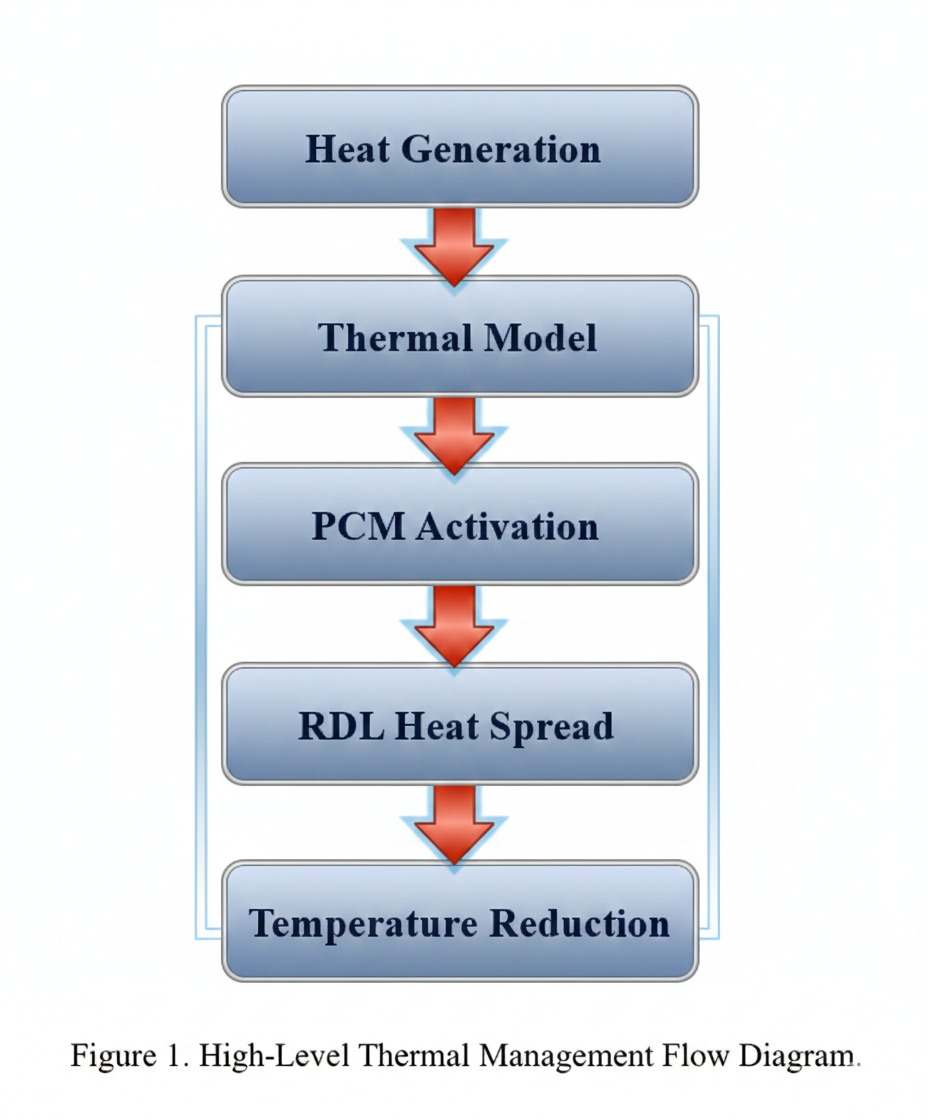 Heat Generation
Thermal Model
PCM Activation
RDL Heat Spread
Temperature Reduction
Figure 1. High-Level Thermal Management Flow Diagram.